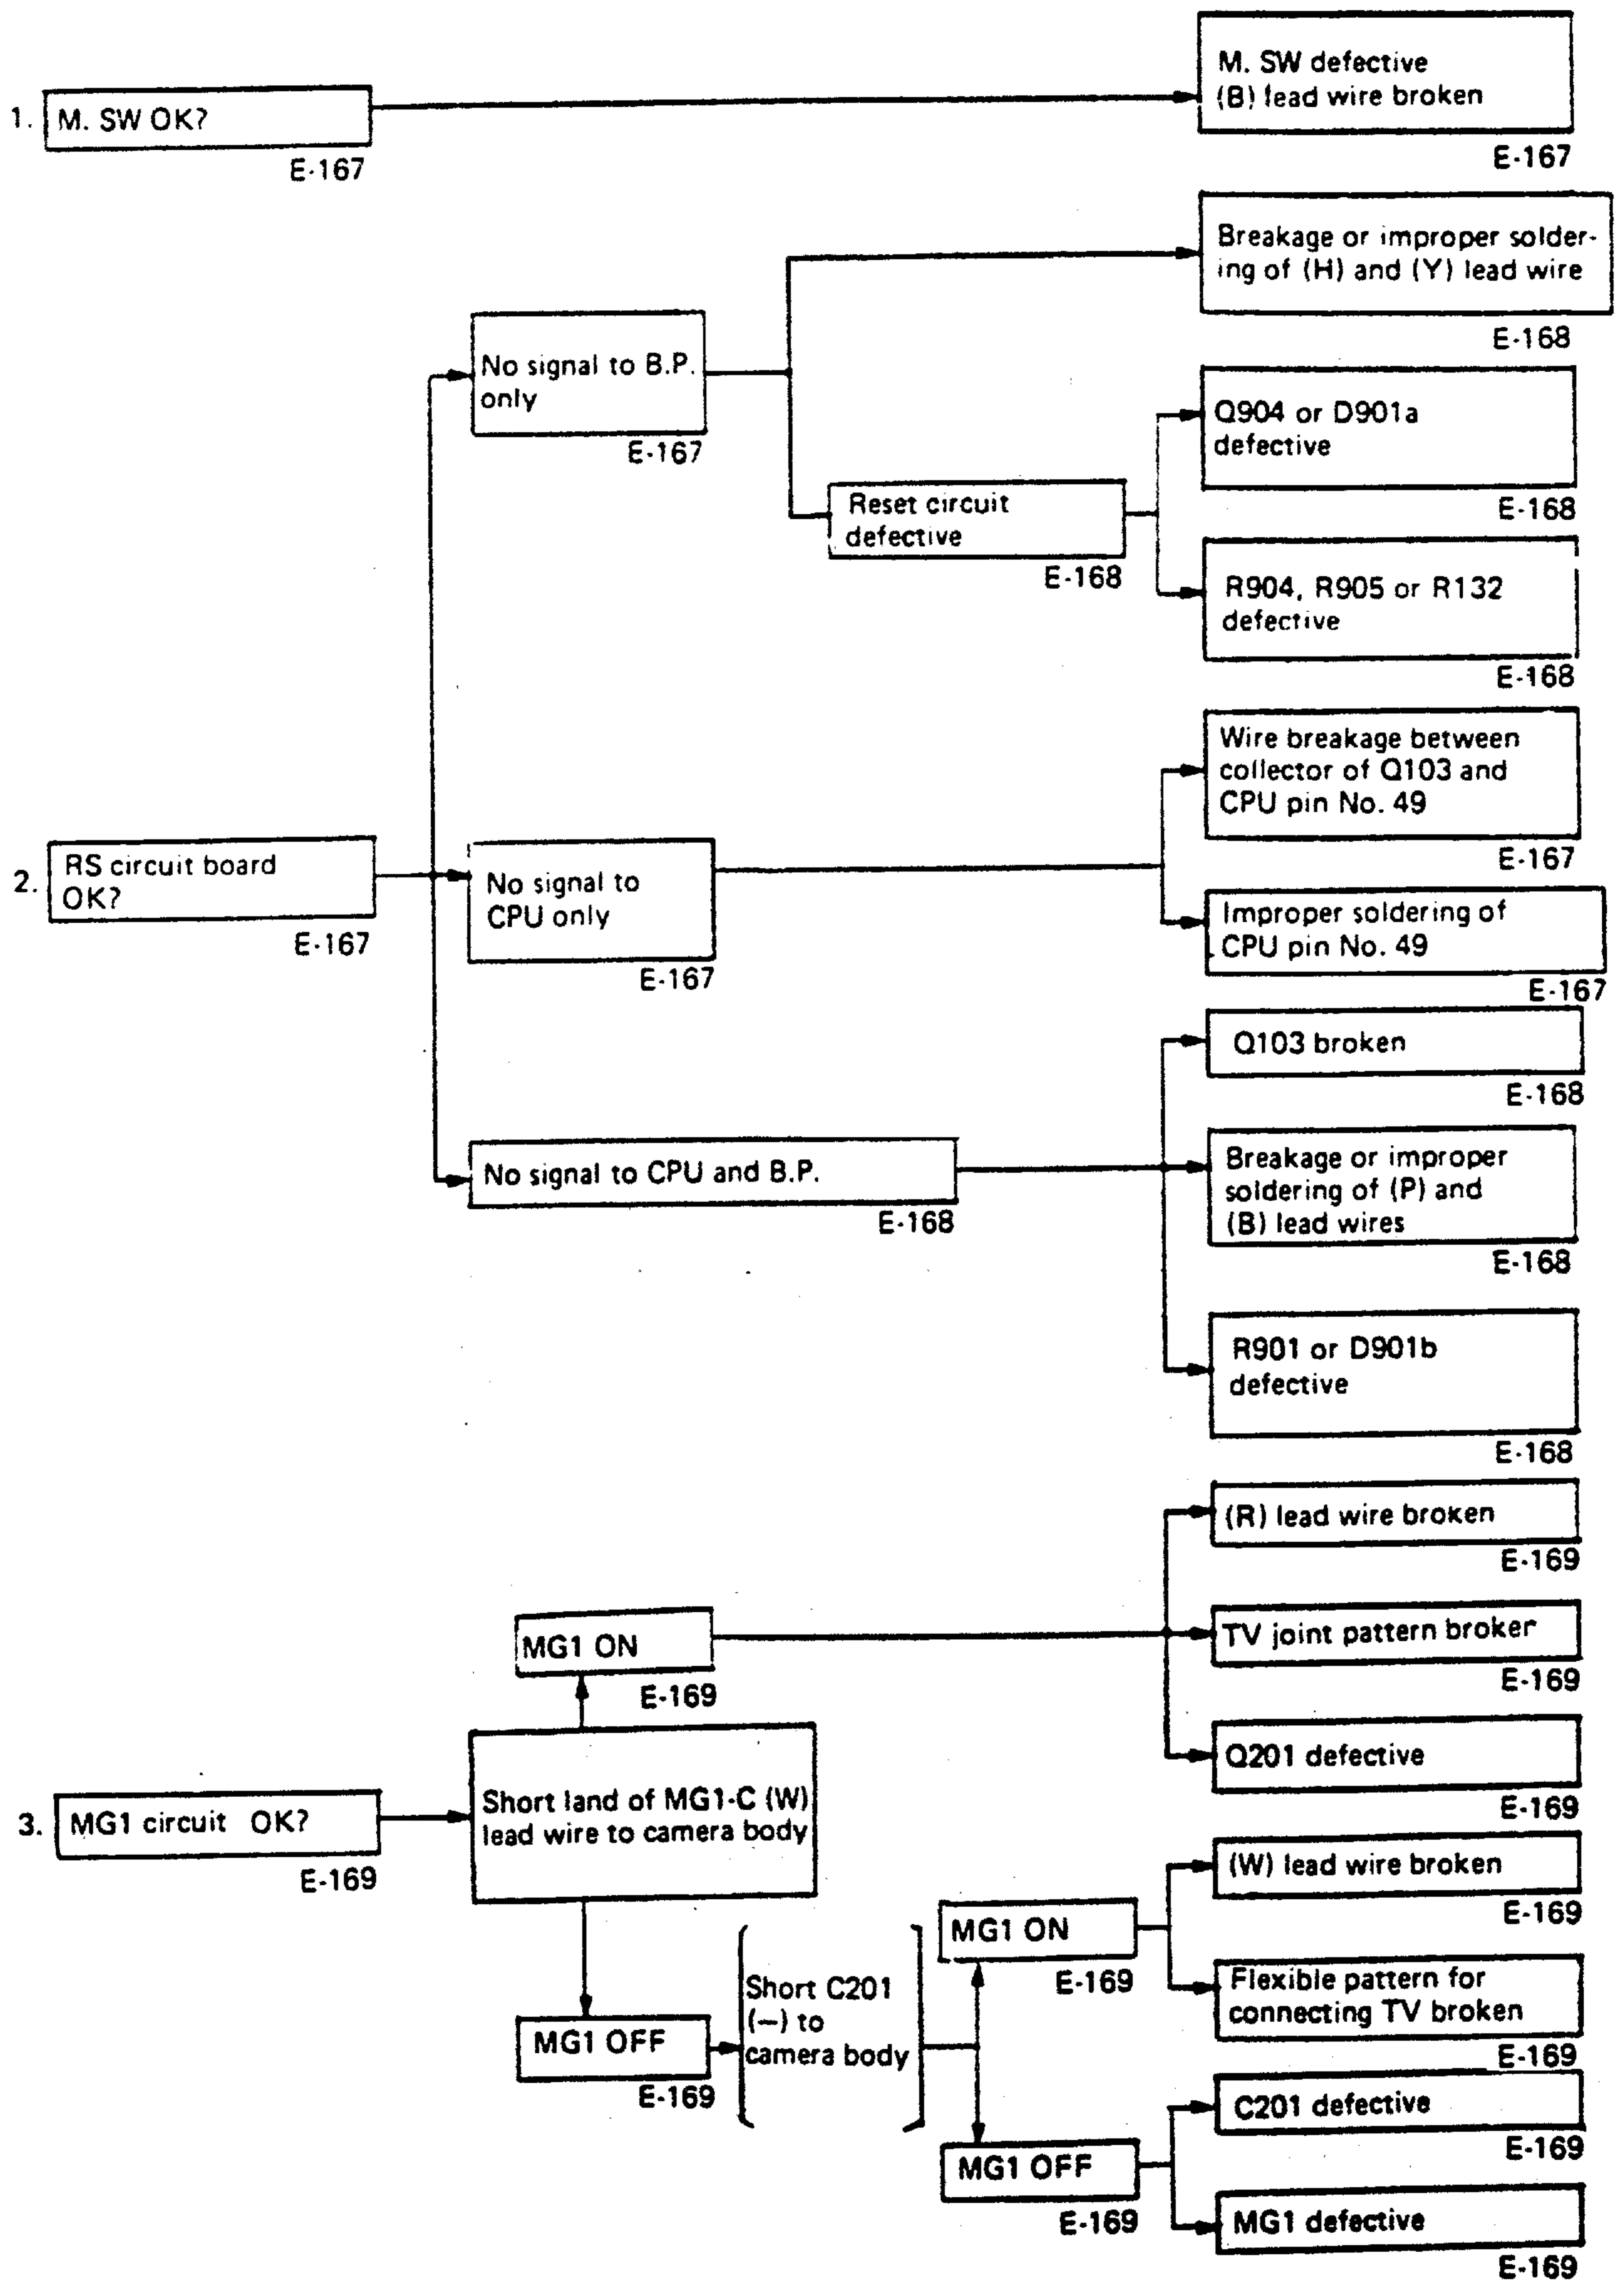 1. M. SW OK?
E-167
M. SW defective
(B) lead wire broken
E-167
2. RS circuit board
OK?
E-167
No signal to B.P.
only
E-167
Breakage or improper solder-
ing of (H) and (Y) lead wire
E-168
Reset circuit
defective
E-168
Q904 or D901a
defective
E-168
R904, R905 or R132
defective
E-168
No signal to
CPU only
E-167
Wire breakage between
collector of Q103 and
CPU pin No. 49
E-167
Improper soldering of
CPU pin No. 49
E-167
No signal to CPU and B.P.
E-168
Q103 broken
E-168
Breakage or improper
soldering of (P) and
(B) lead wires
E-168
R901 or D901b
defective
E-168
3. MG1 circuit OK?
E-169
Short land of MG1-C (W)
lead wire to camera body
MG1 ON
E-169
(R) lead wire broken
E-169
TV joint pattern broker
E-169
Q201 defective
E-169
MG1 OFF
E-169
Short C201
(−) to
camera body
MG1 ON
E-169
(W) lead wire broken
E-169
Flexible pattern for
connecting TV broken
E-169
MG1 OFF
E-169
C201 defective
E-169
MG1 defective
E-169